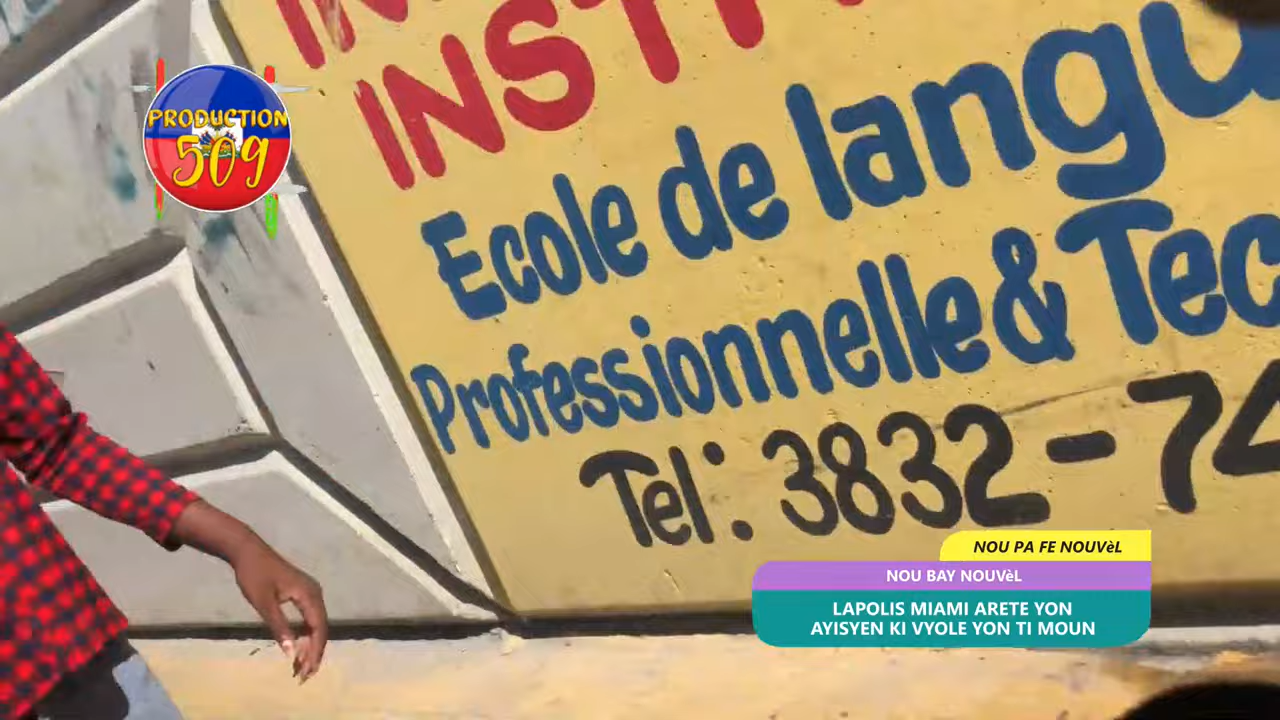 PRODUCTION
509
INST
Ecole de langu
Professionnelle & Tec
Tel: 3832-74
NOU PA FE NOUVèL
NOU BAY NOUVèL
LAPOLIS MIAMI ARETE YON
AYISYEN KI VYOLE YON TI MOUN